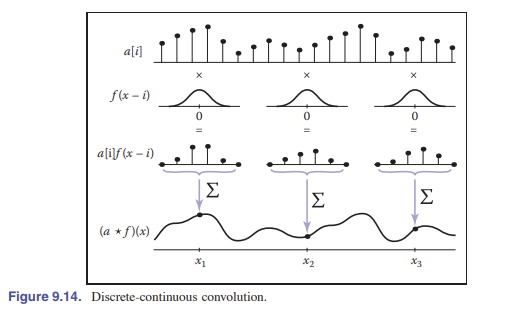 a[i]
× × ×
f(x – i)
0 0 0
= = =
a[i]f(x – i)
Σ Σ Σ
(a ⋆ f)(x)
x1 x2 x3
Figure 9.14. Discrete-continuous convolution.